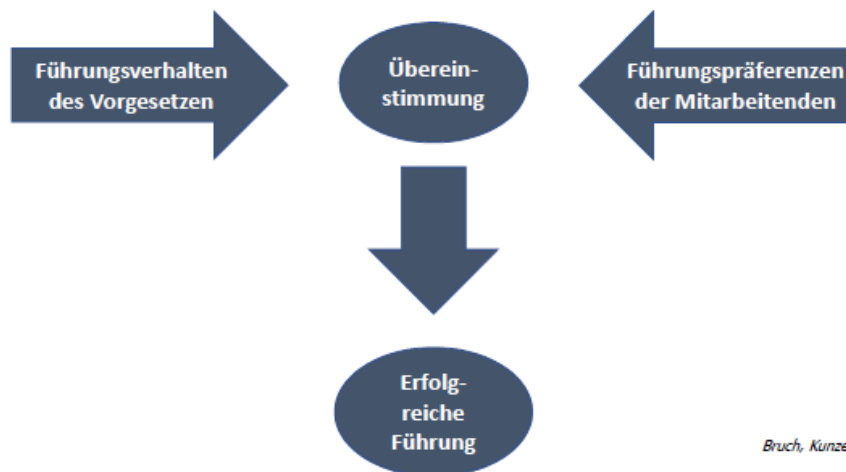 Führungsverhalten
des Vorgesetzen
Überein-
stimmung
Führungspräferenzen
der Mitarbeitenden
Erfolg-
reiche
Führung
Bruch, Kunze